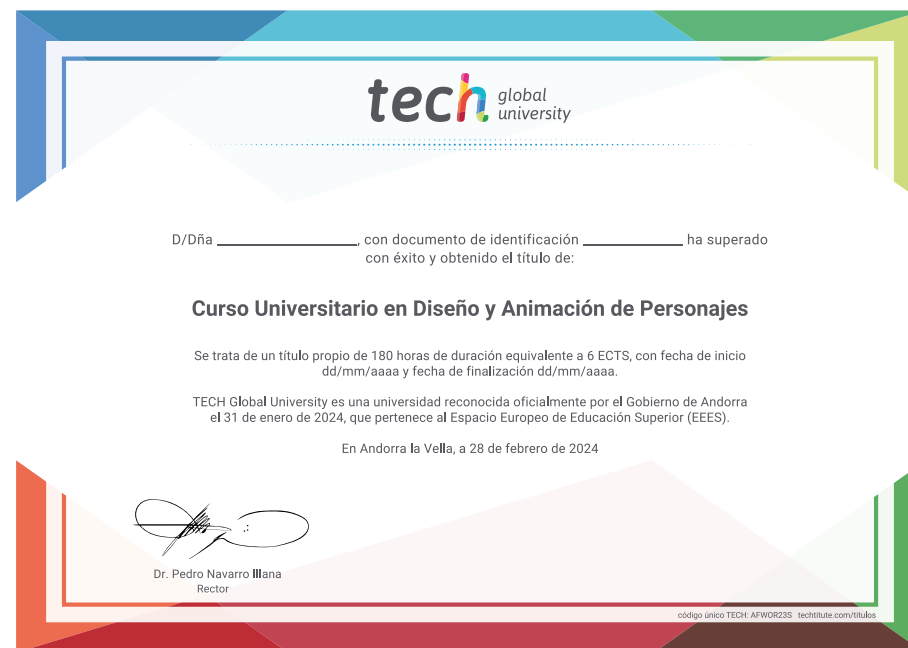 tech global university
D/Dña ____________, con documento de identificación ____________ ha superado
con éxito y obtenido el título de:
Curso Universitario en Diseño y Animación de Personajes
Se trata de un título propio de 180 horas de duración equivalente a 6 ECTS, con fecha de inicio
dd/mm/aaaa y fecha de finalización dd/mm/aaaa.
TECH Global University es una universidad reconocida oficialmente por el Gobierno de Andorra
el 31 de enero de 2024, que pertenece al Espacio Europeo de Educación Superior (EEES).
En Andorra la Vella, a 28 de febrero de 2024
Dr. Pedro Navarro Illana
Rector
código único TECH: AFWOR23S techtitute.com/titulos